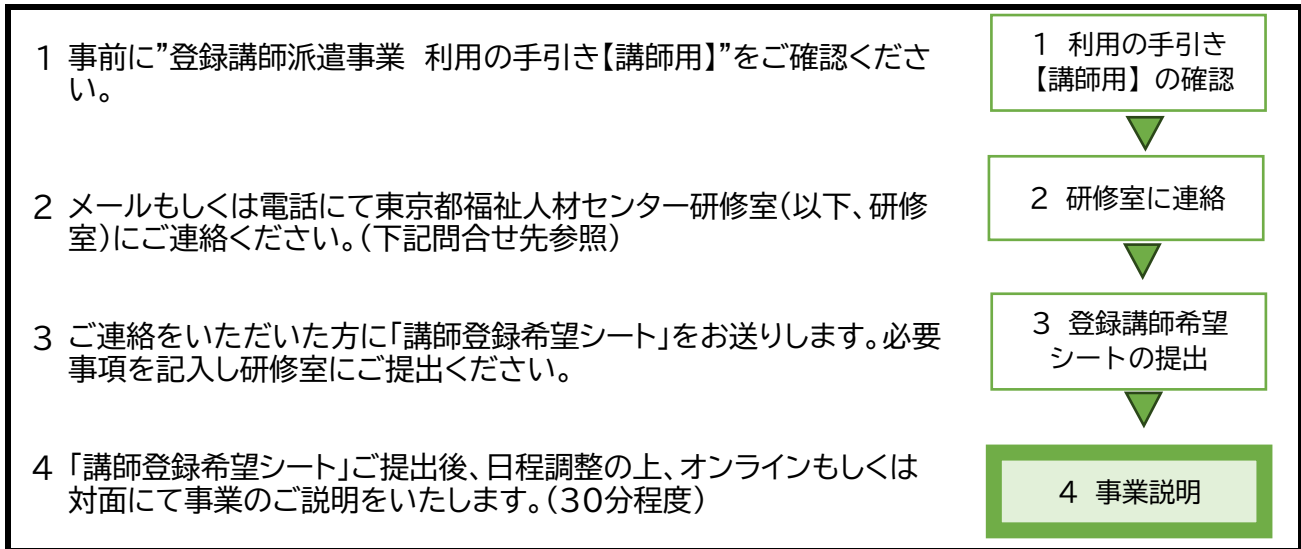 1 事前に”登録講師派遣事業　利用の手引き【講師用】”をご確認くださ
い。
2 メールもしくは電話にて東京都福祉人材センター研修室(以下、研修
室)にご連絡ください。(下記問合せ先参照)
3 ご連絡をいただいた方に「講師登録希望シート」をお送りします。必要
事項を記入し研修室にご提出ください。
4 「講師登録希望シート」ご提出後、日程調整の上、オンラインもしくは
対面にて事業のご説明をいたします。(30分程度)
1 利用の手引き
【講師用】の確認
2 研修室に連絡
3 登録講師希望
シートの提出
4 事業説明